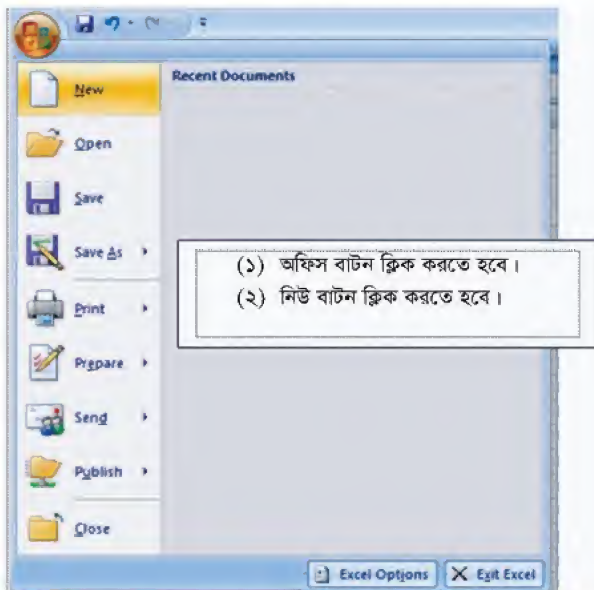 Recent Documents
New
Open
Save
Save As
(১) অফিস বাটন ক্লিক করতে হবে।
(২) নিউ বাটন ক্লিক করতে হবে।
Print
Prepare
Send
Publish
Close
Excel Options
Exit Excel